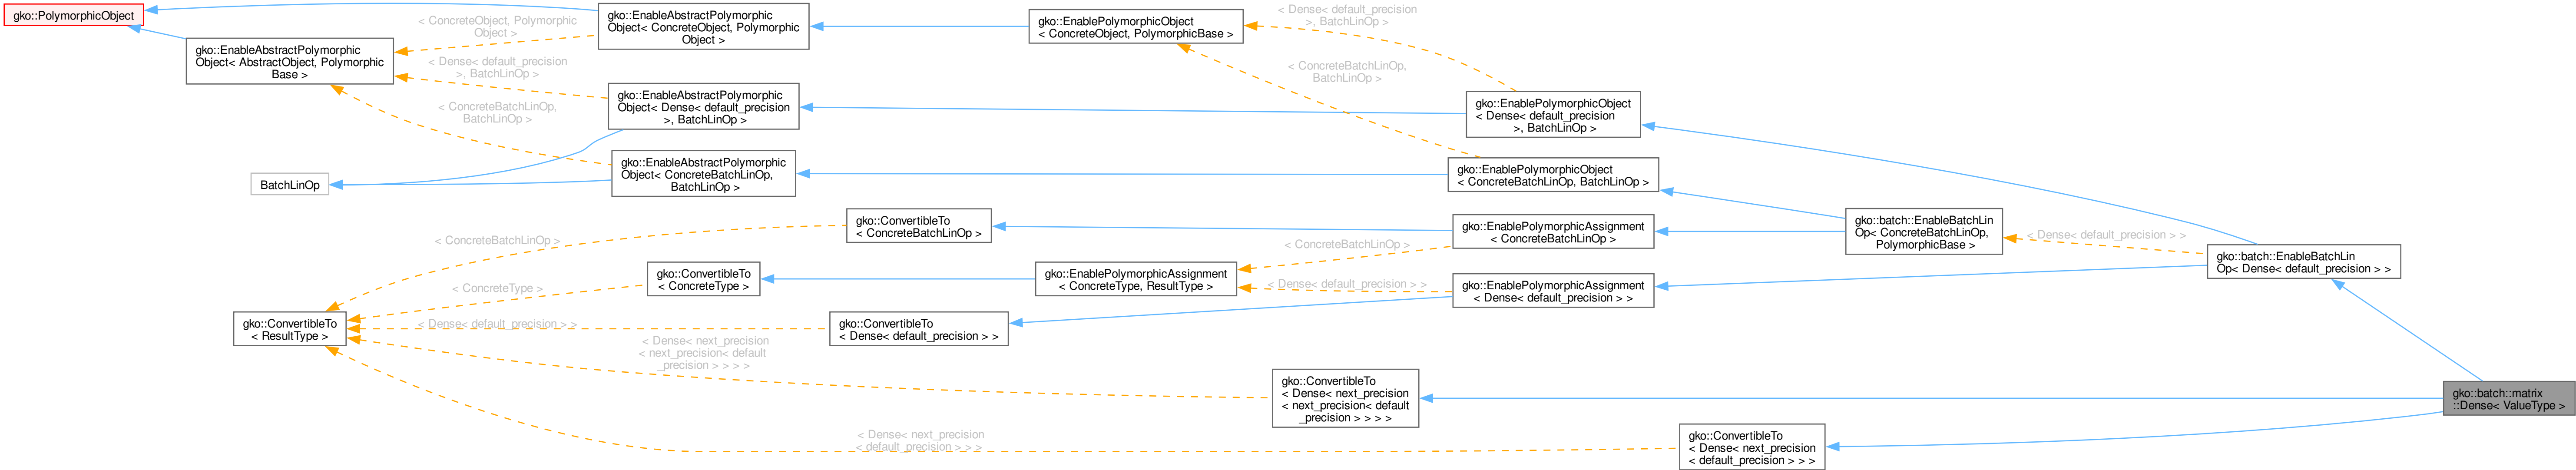 gko::PolymorphicObject
gko::EnableAbstractPolymorphic
Object< AbstractObject, Polymorphic
Base >
< ConcreteObject, Polymorphic
Object >
gko::EnableAbstractPolymorphic
Object< ConcreteObject, Polymorphic
Object >
gko::EnablePolymorphicObject
< ConcreteObject, PolymorphicBase >
< Dense< default_precision
>, BatchLinOp >
< Dense< default_precision
>, BatchLinOp >
gko::EnableAbstractPolymorphic
Object< Dense< default_precision
>, BatchLinOp >
< ConcreteBatchLinOp,
BatchLinOp >
gko::EnablePolymorphicObject
< Dense< default_precision
>, BatchLinOp >
< ConcreteBatchLinOp,
BatchLinOp >
BatchLinOp
gko::EnableAbstractPolymorphic
Object< ConcreteBatchLinOp,
BatchLinOp >
gko::EnablePolymorphicObject
< ConcreteBatchLinOp, BatchLinOp >
gko::ConvertibleTo
< ConcreteBatchLinOp >
gko::EnablePolymorphicAssignment
< ConcreteBatchLinOp >
gko::batch::EnableBatchLin
Op< ConcreteBatchLinOp,
PolymorphicBase >
< Dense< default_precision > >
gko::batch::EnableBatchLin
Op< Dense< default_precision > >
< ConcreteBatchLinOp >
< ConcreteBatchLinOp >
gko::ConvertibleTo
< ConcreteType >
gko::EnablePolymorphicAssignment
< ConcreteType, ResultType >
< Dense< default_precision > >
gko::EnablePolymorphicAssignment
< Dense< default_precision > >
< ConcreteType >
gko::ConvertibleTo
< ResultType >
< Dense< default_precision > >
gko::ConvertibleTo
< Dense< default_precision > >
< Dense< next_precision
< next_precision< default
_precision > > > >
gko::ConvertibleTo
< Dense< next_precision
< next_precision< default
_precision > > > >
gko::batch::matrix
::Dense< ValueType >
< Dense< next_precision
< default_precision > > >
gko::ConvertibleTo
< Dense< next_precision
< default_precision > > >